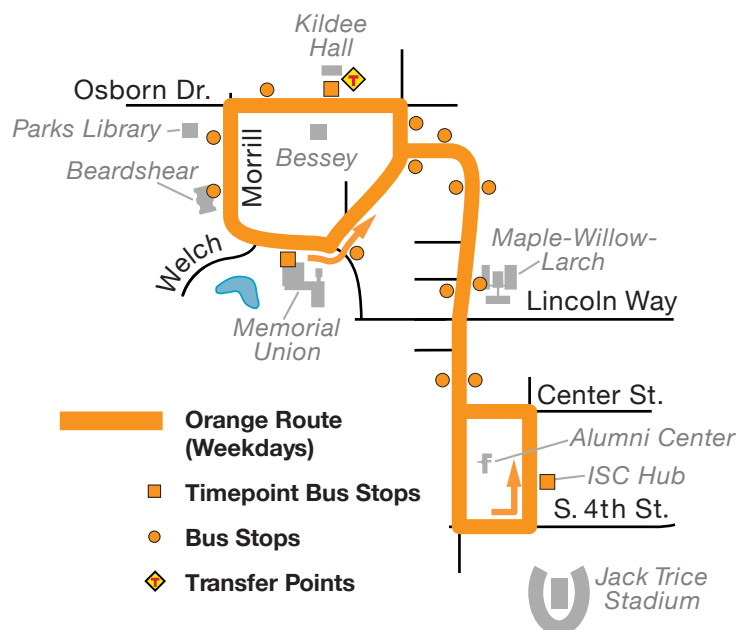 Kildee
Hall
T
Osborn Dr.
Parks Library
Bessey
Morrill
Beardshear
Welch
Maple-Willow-
Larch
Lincoln Way
Memorial
Union
Center St.
Orange Route
(Weekdays)
Alumni Center
ISC Hub
Timepoint Bus Stops
S. 4th St.
Bus Stops
T
Transfer Points
Jack Trice
Stadium